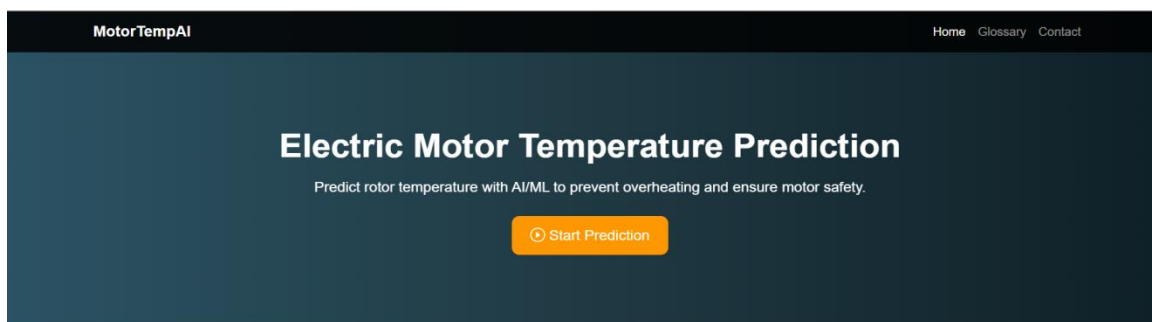 MotorTempAI
Home Glossary Contact
Electric Motor Temperature Prediction
Predict rotor temperature with AI/ML to prevent overheating and ensure motor safety.
Start Prediction